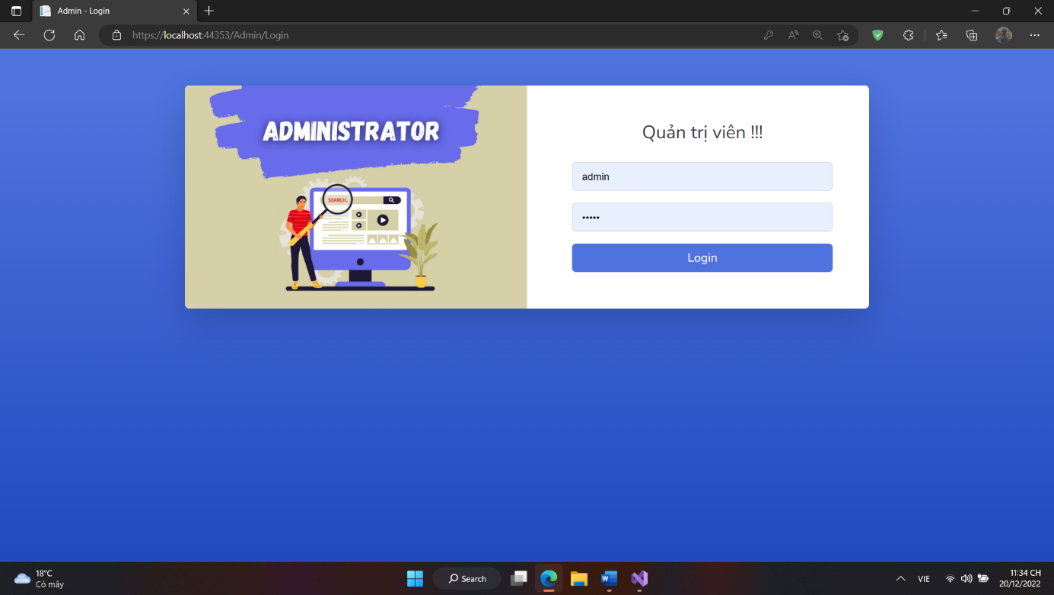 Admin - Login
https://localhost:44353/Admin/Login
ADMINISTRATOR
SEARCH..
Quản trị viên !!!
admin
•••••
Login
18°C
Có mây
Search
VIE
11:34 CH
20/12/2022